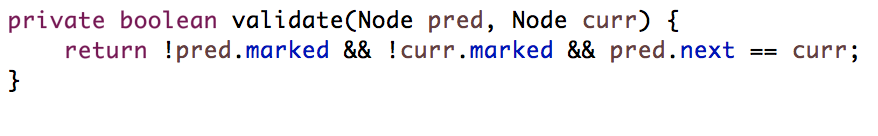 private boolean validate(Node pred, Node curr) {
    return !pred.marked && !curr.marked && pred.next == curr;
}